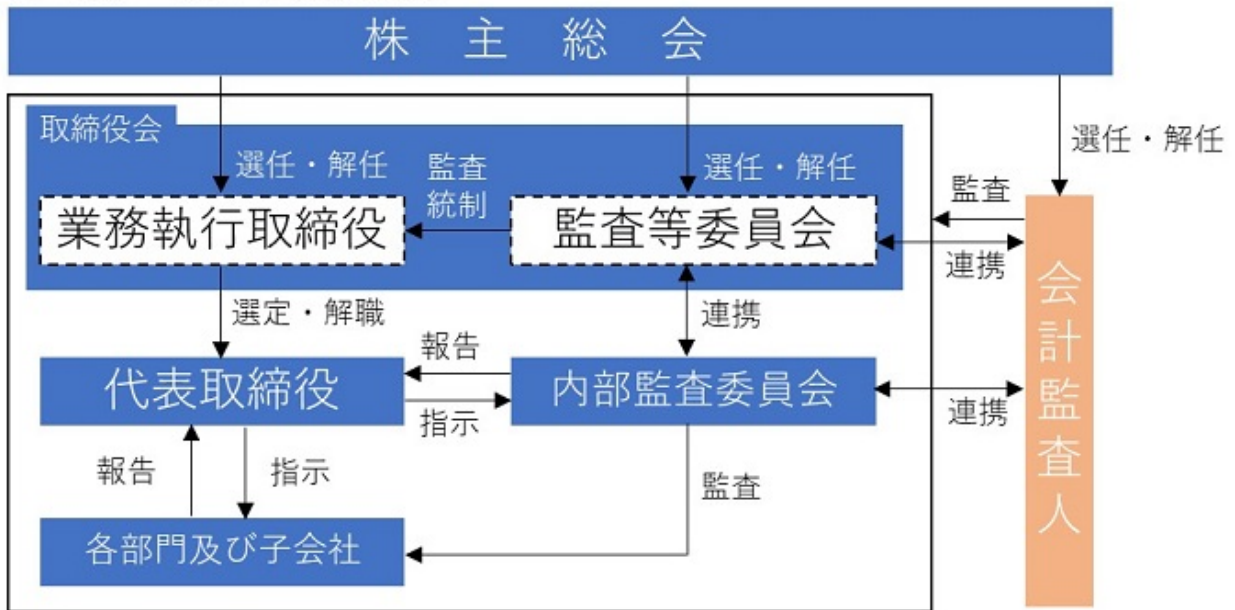 株主総会
取締役会
選任・解任
監査
統制
選任・解任
選任・解任
業務執行取締役
監査等委員会
監査
連携
会計監査人
選定・解職
連携
代表取締役
報告
指示
内部監査委員会
連携
報告
指示
監査
各部門及び子会社